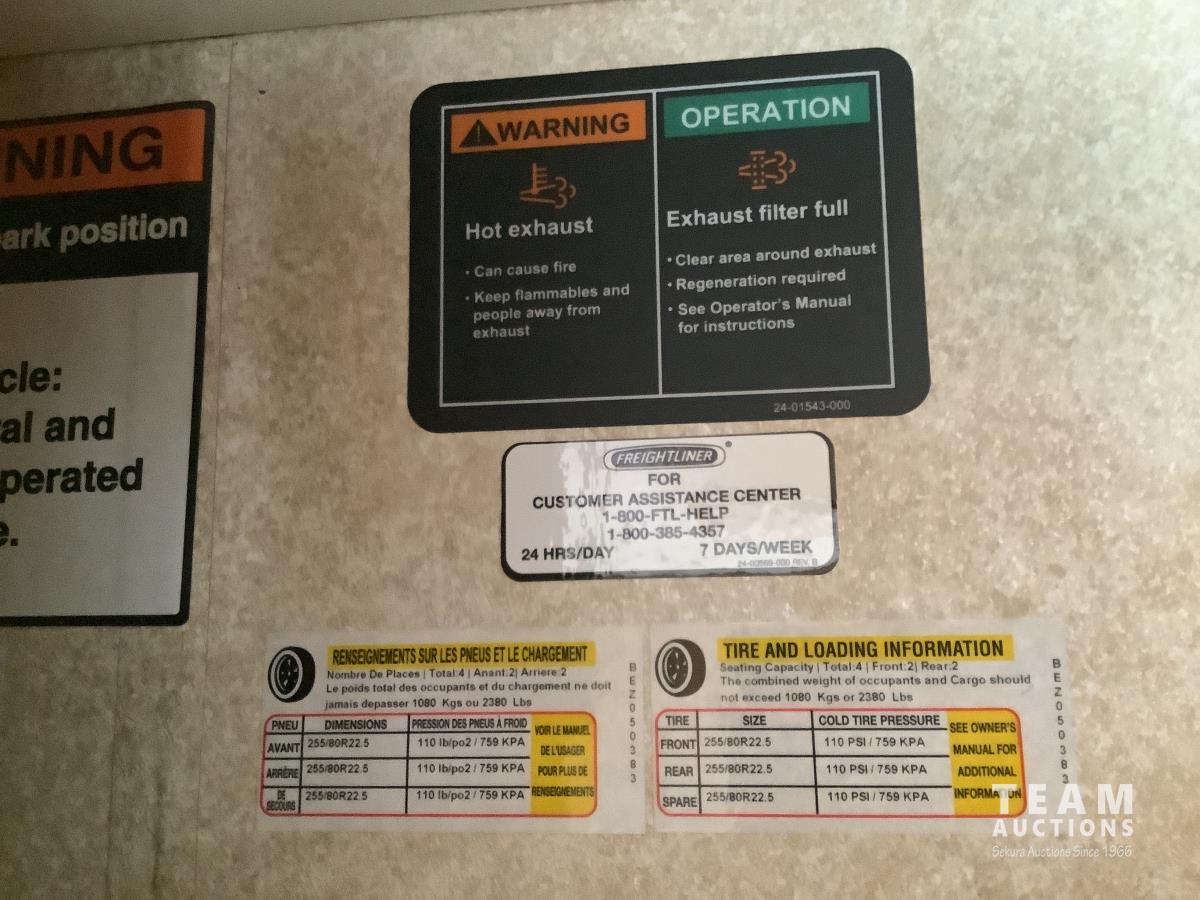 NING
ark position
cle:
al and
perated
e.
WARNING
Hot exhaust
• Can cause fire
• Keep flammables and
people away from
exhaust
OPERATION
Exhaust filter full
• Clear area around exhaust
• Regeneration required
• See Operator's Manual
for instructions
24-01543-000
FREIGHTLINER
FOR
CUSTOMER ASSISTANCE CENTER
1-800-FTL-HELP
1-800-385-4357
24 HRS/DAY 7 DAYS/WEEK
REV. B
RENSEIGNEMENTS SUR LES PNEUS ET LE CHARGEMENT
Nombre De Places | Total:4 | Anant:2| Arriere:2
Le poids total des occupants et du chargement ne doit
jamais depasser 1080 Kgs ou 2380 Lbs
PNEU DIMENSIONS PRESSION DES PNEUS À FROID
AVANT 255/80R22.5 110 lb/po2 / 759 KPA
ARRIÈRE 255/80R22.5 110 lb/po2 / 759 KPA
DE SECOURS 255/80R22.5 110 lb/po2 / 759 KPA
VOIR LE MANUEL
DE L'USAGER
POUR PLUS DE
RENSEIGNEMENTS
BEZ050383
TIRE AND LOADING INFORMATION
Seating Capacity | Total:4 | Front:2| Rear:2
The combined weight of occupants and Cargo should
not exceed 1080 Kgs or 2380 Lbs
TIRE SIZE COLD TIRE PRESSURE
FRONT 255/80R22.5 110 PSI / 759 KPA
REAR 255/80R22.5 110 PSI / 759 KPA
SPARE 255/80R22.5 110 PSI / 759 KPA
SEE OWNER'S
MANUAL FOR
ADDITIONAL
INFORMATION
BEZ050383
TEAM
AUCTIONS
Sekura Auctions Since 1966